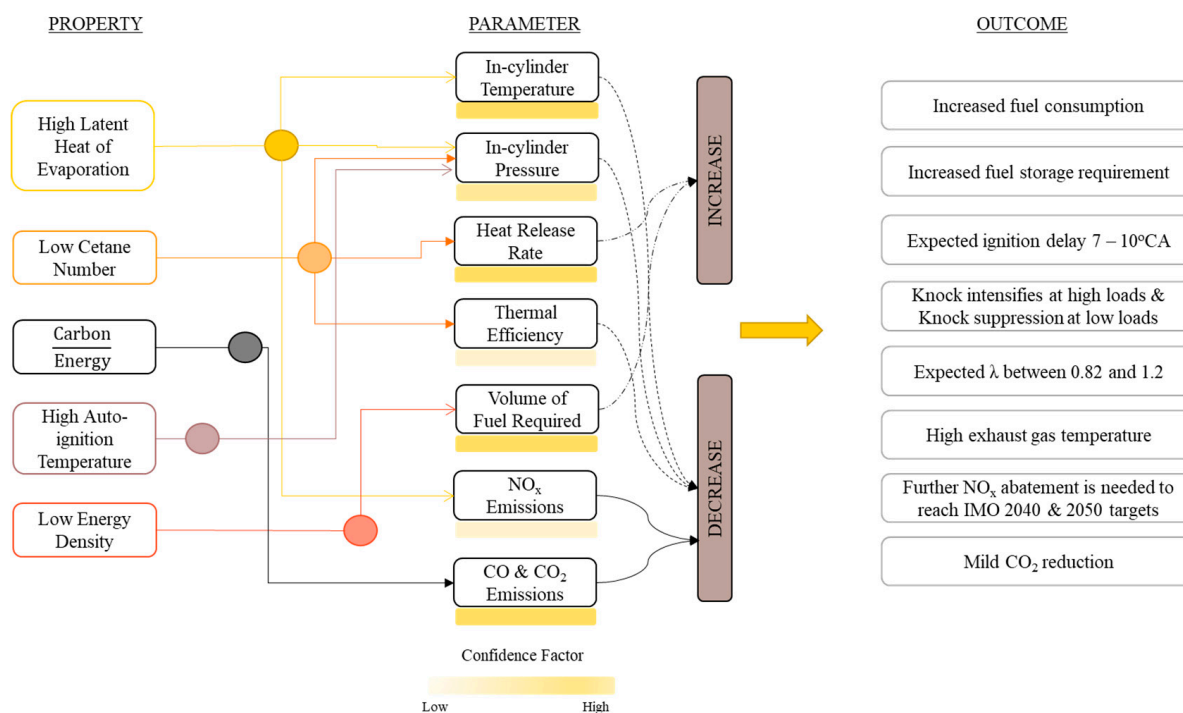 PROPERTY
High Latent
Heat of
Evaporation
Low Cetane
Number
Carbon
Energy
High Auto-
ignition
Temperature
Low Energy
Density
PARAMETER
In-cylinder
Temperature
In-cylinder
Pressure
Heat Release
Rate
Thermal
Efficiency
Volume of
Fuel Required
NOₓ
Emissions
CO & CO₂
Emissions
Confidence Factor
Low High
INCREASE
DECREASE
OUTCOME
Increased fuel consumption
Increased fuel storage requirement
Expected ignition delay 7 – 10°CA
Knock intensifies at high loads &
Knock suppression at low loads
Expected λ between 0.82 and 1.2
High exhaust gas temperature
Further NOₓ abatement is needed to
reach IMO 2040 & 2050 targets
Mild CO₂ reduction